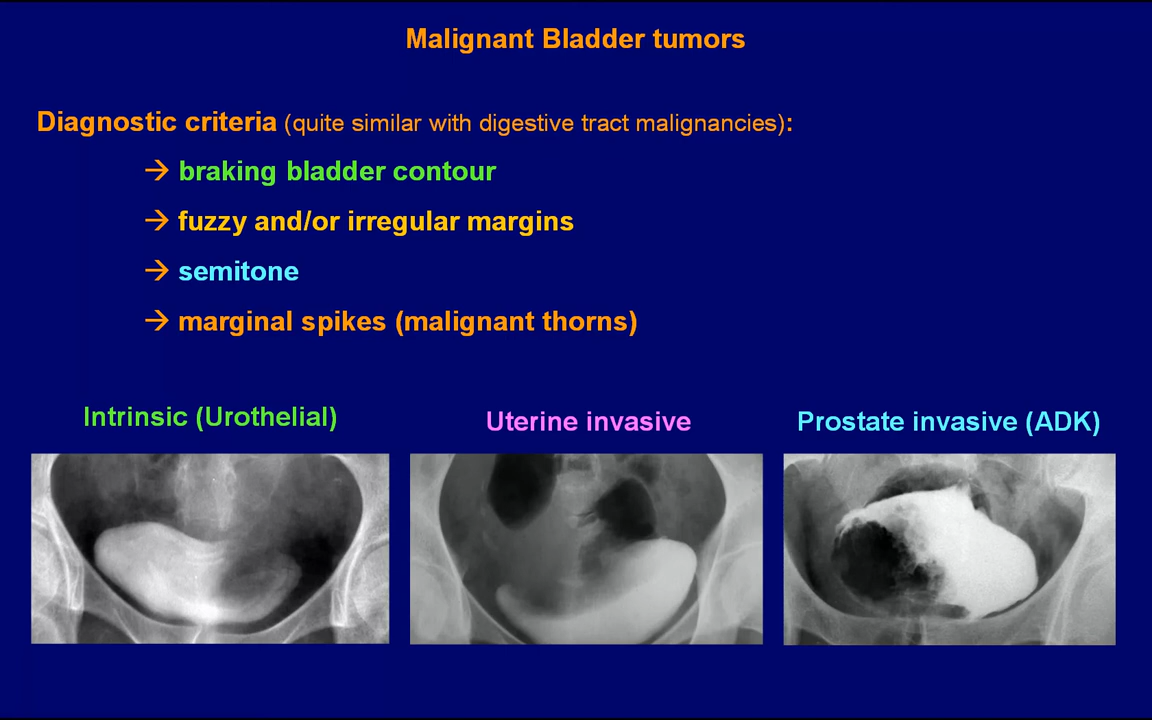 Malignant Bladder tumors
Diagnostic criteria (quite similar with digestive tract malignancies):
→ braking bladder contour
→ fuzzy and/or irregular margins
→ semitone
→ marginal spikes (malignant thorns)
Intrinsic (Urothelial)
Uterine invasive
Prostate invasive (ADK)